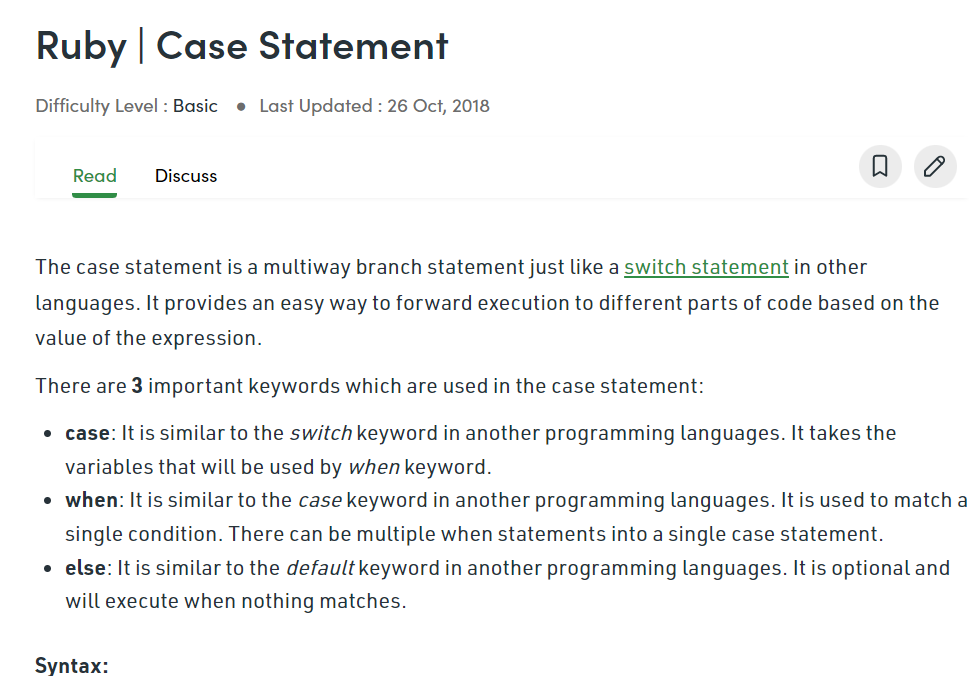 Ruby | Case Statement
Difficulty Level : Basic ● Last Updated : 26 Oct, 2018
Read Discuss
The case statement is a multiway branch statement just like a switch statement in other
languages. It provides an easy way to forward execution to different parts of code based on the
value of the expression.
There are 3 important keywords which are used in the case statement:
• case: It is similar to the switch keyword in another programming languages. It takes the
variables that will be used by when keyword.
• when: It is similar to the case keyword in another programming languages. It is used to match a
single condition. There can be multiple when statements into a single case statement.
• else: It is similar to the default keyword in another programming languages. It is optional and
will execute when nothing matches.
Syntax: